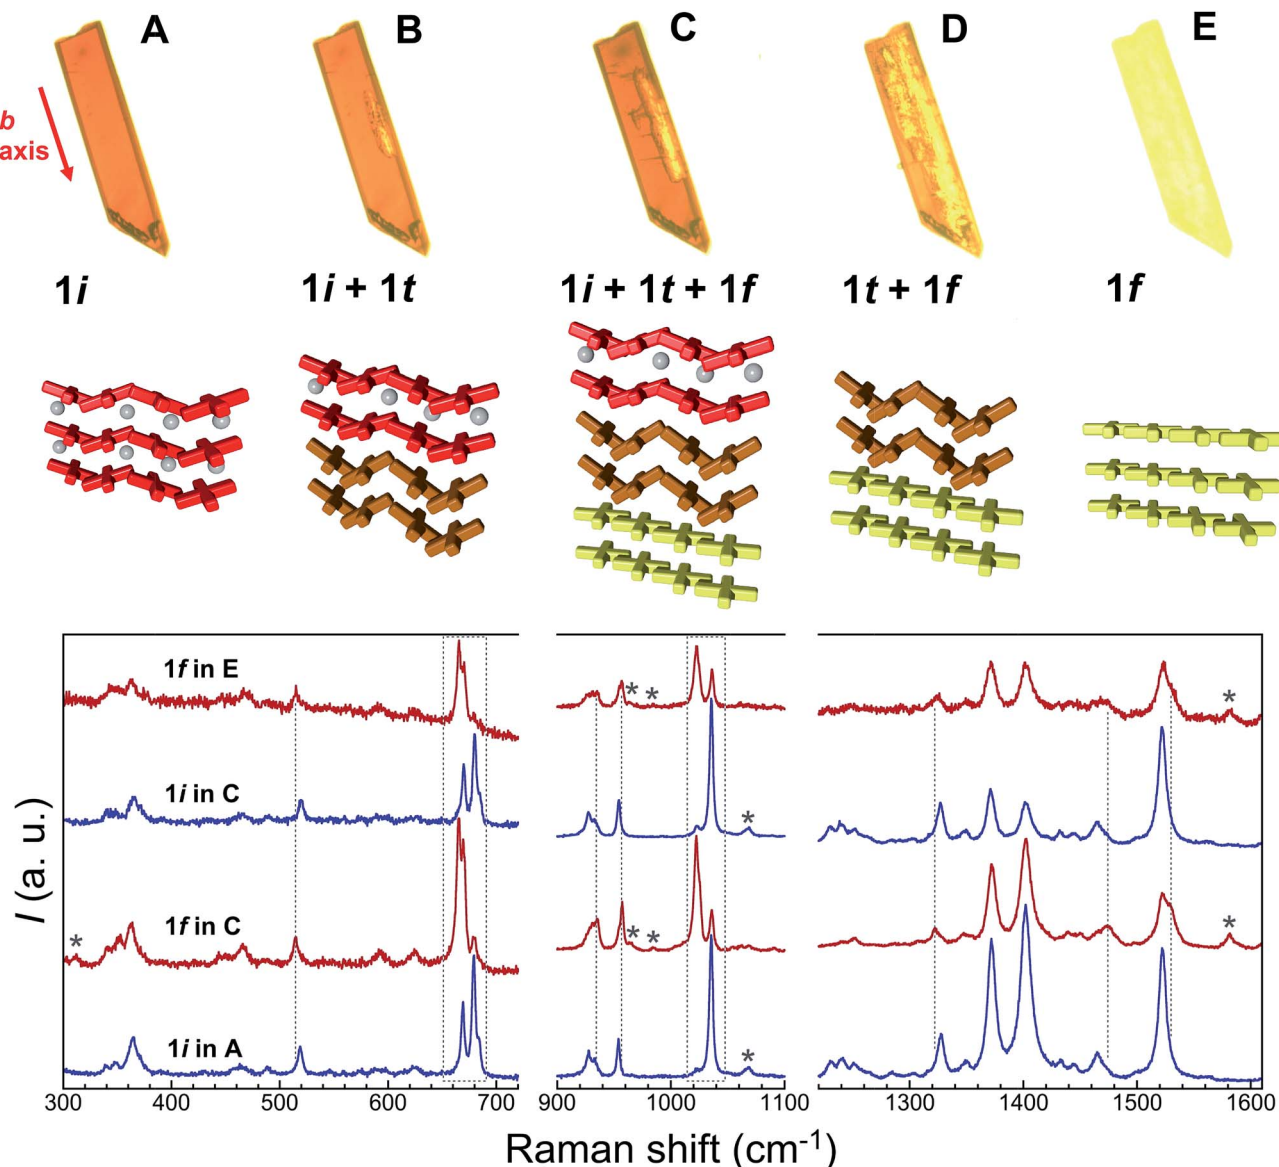 A
B
C
D
E
b
axis
1i
1i + 1t
1i + 1t + 1f
1t + 1f
1f
1f in E
*
*
*
1i in C
*
1f in C
*
*
*
*
1i in A
*
I (a. u.)
300 400 500 600 700 900 1000 1100 1300 1400 1500 1600
Raman shift (cm-1)